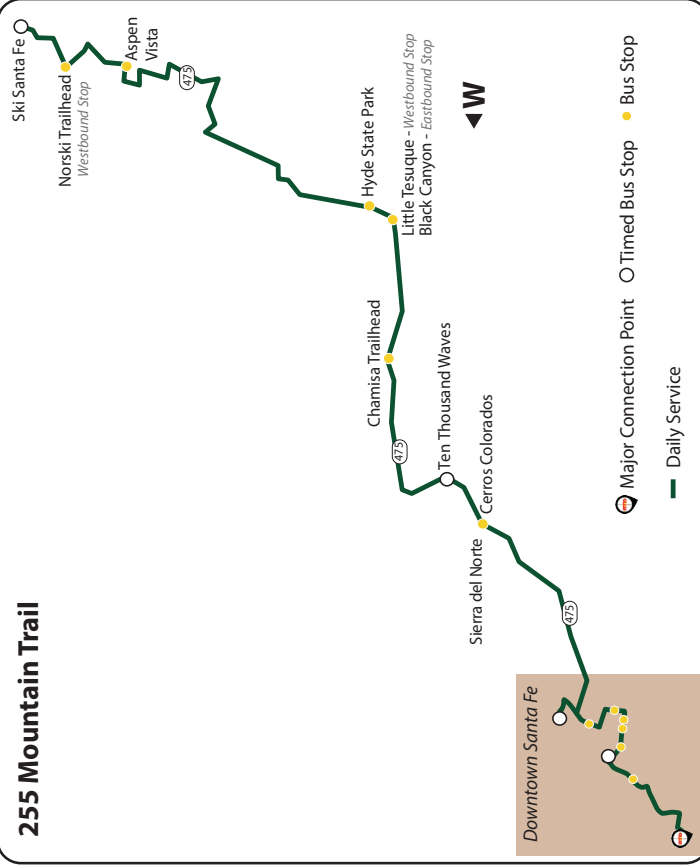 255 Mountain Trail
Ski Santa Fe
Norski Trailhead
Westbound Stop
Aspen
Vista
475
Hyde State Park
Little Tesuque - Westbound Stop
Black Canyon - Eastbound Stop
W
Chamisa Trailhead
475
Ten Thousand Waves
Cerros Colorados
Sierra del Norte
475
Downtown Santa Fe
Major Connection Point
Timed Bus Stop
Bus Stop
Daily Service